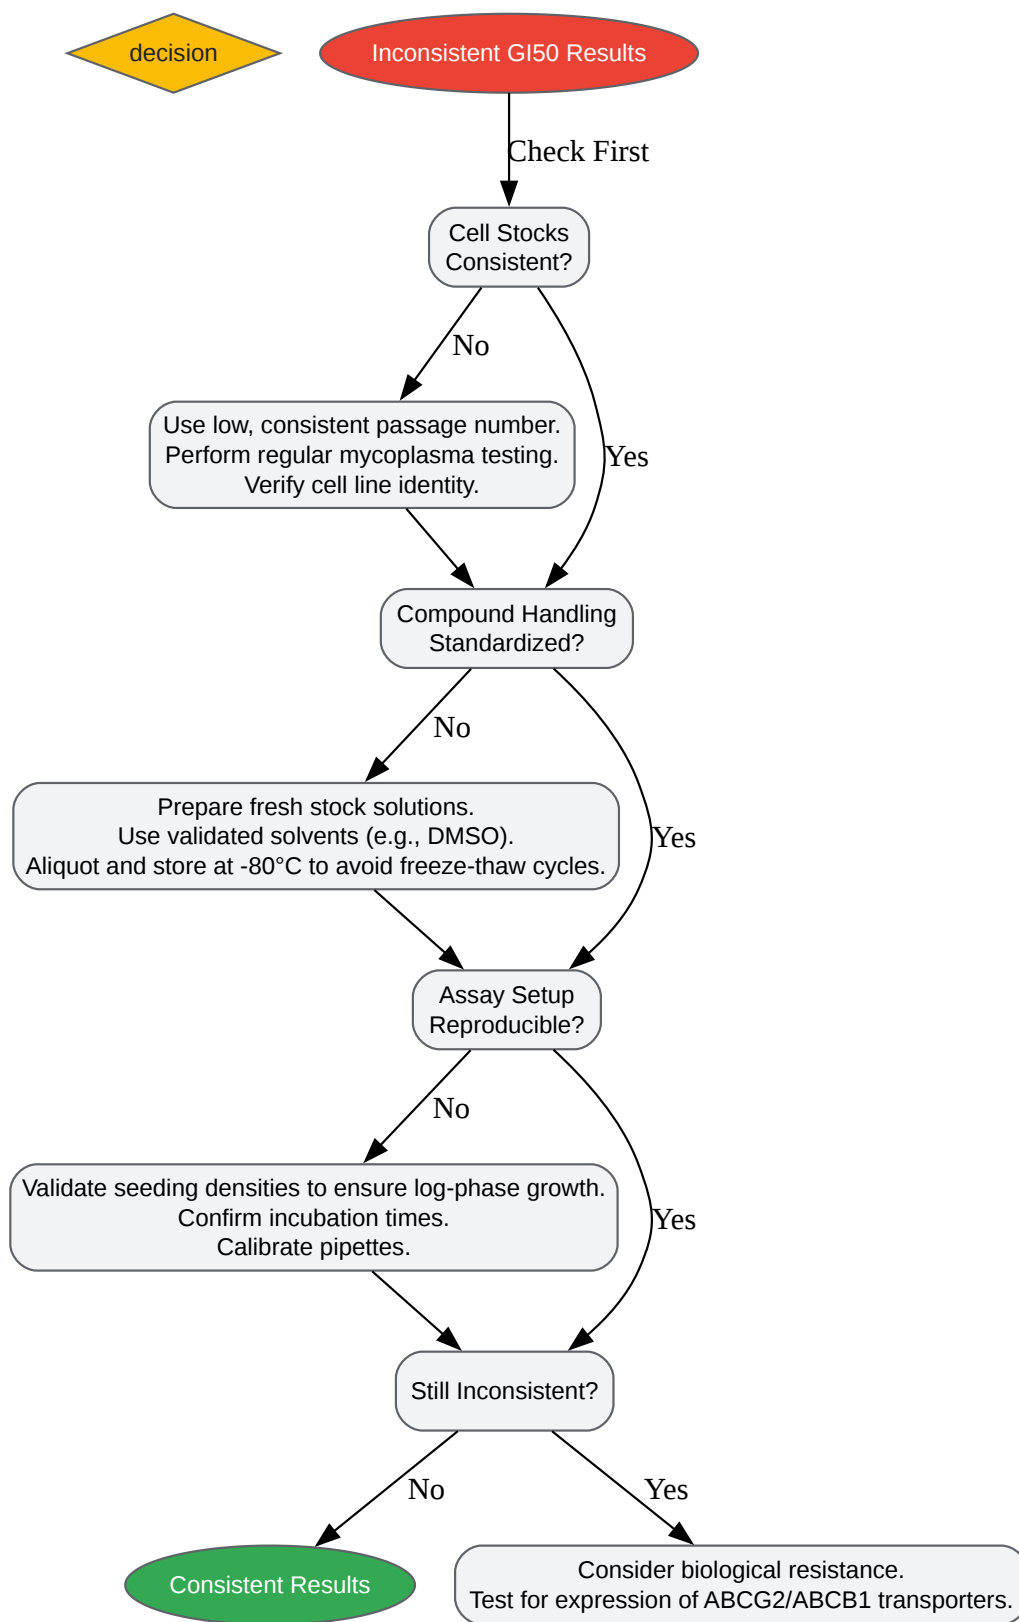 decision
Inconsistent GI50 Results
Check First
Cell Stocks
Consistent?
No
Yes
Use low, consistent passage number.
Perform regular mycoplasma testing.
Verify cell line identity.
Compound Handling
Standardized?
No
Yes
Prepare fresh stock solutions.
Use validated solvents (e.g., DMSO).
Aliquot and store at -80°C to avoid freeze-thaw cycles.
Assay Setup
Reproducible?
No
Yes
Validate seeding densities to ensure log-phase growth.
Confirm incubation times.
Calibrate pipettes.
Still Inconsistent?
No
Yes
Consistent Results
Consider biological resistance.
Test for expression of ABCG2/ABCB1 transporters.